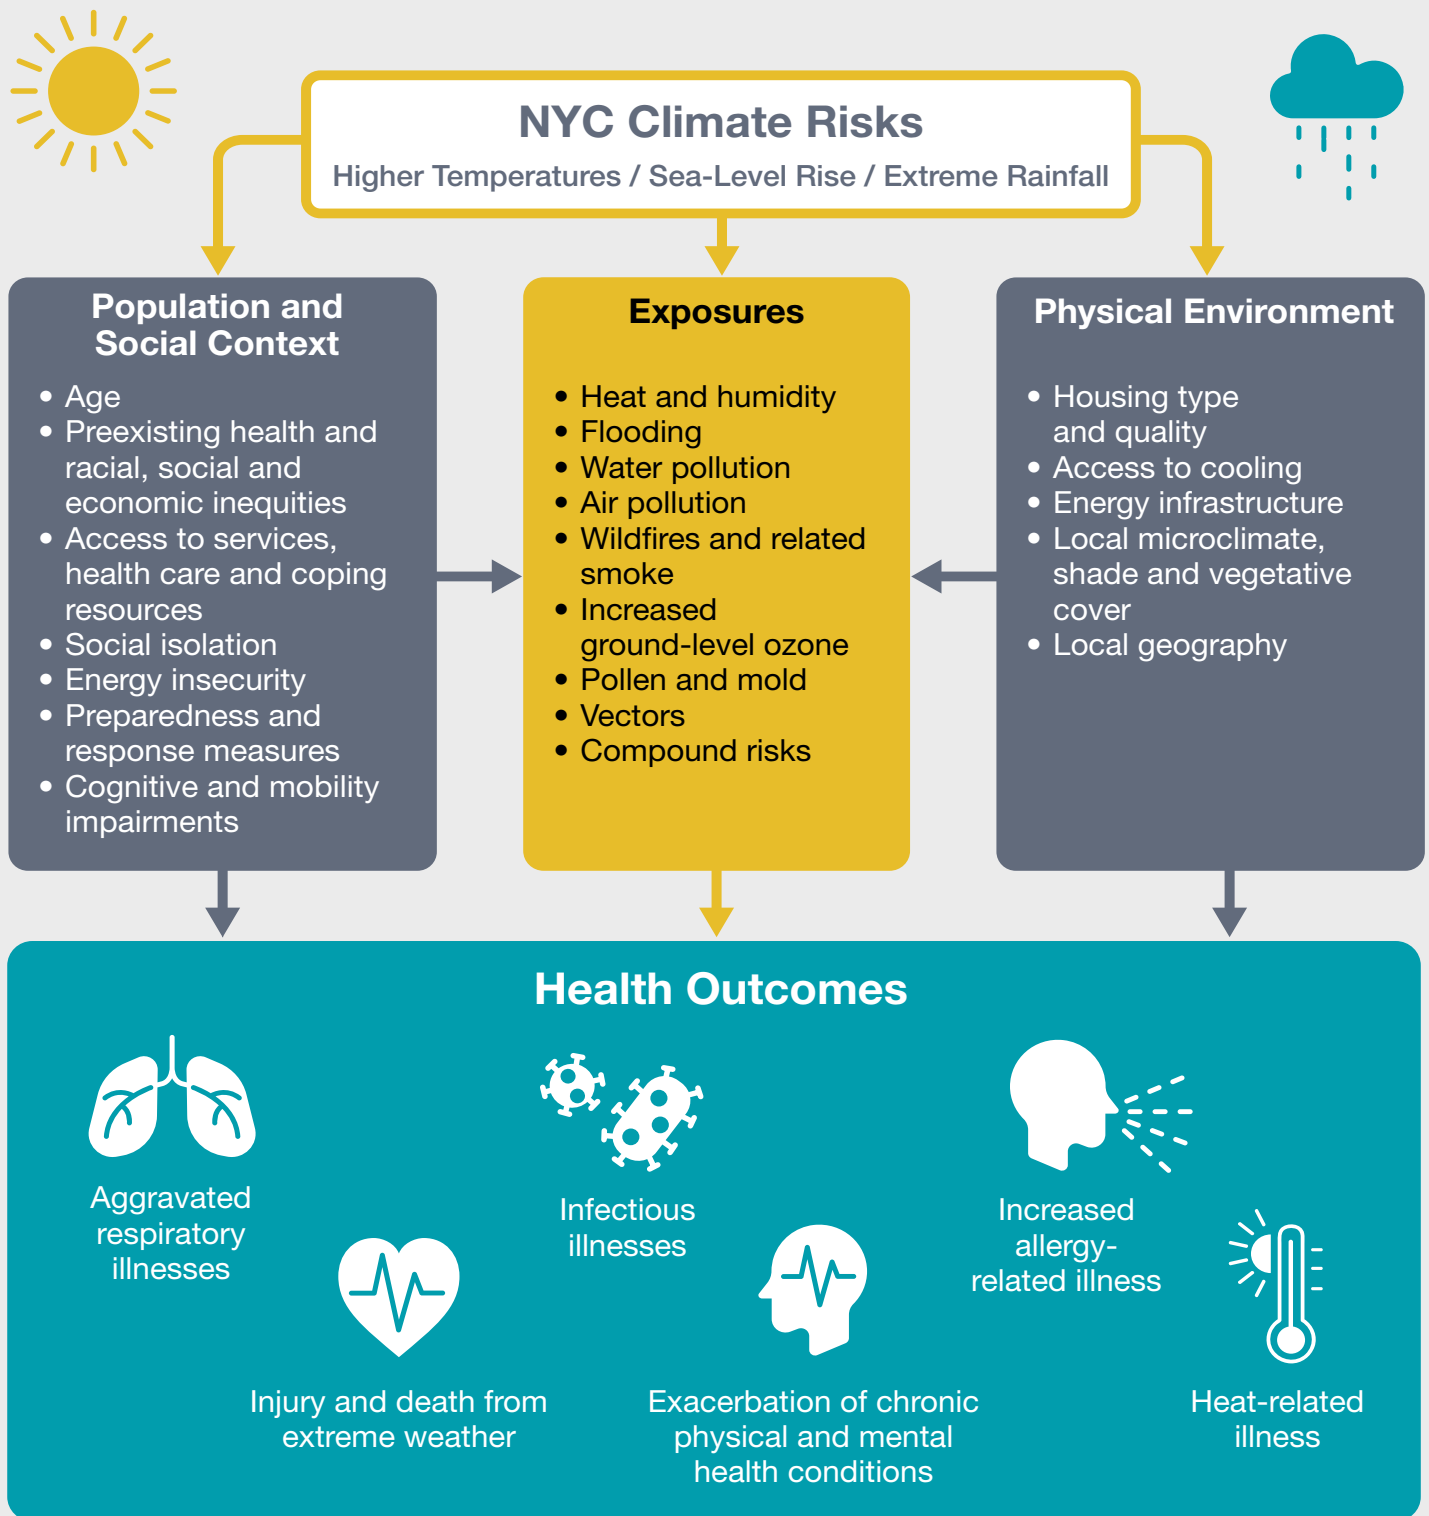 NYC Climate Risks
Higher Temperatures / Sea-Level Rise / Extreme Rainfall
Population and
Social Context
• Age
• Preexisting health and
racial, social and
economic inequities
• Access to services,
health care and coping
resources
• Social isolation
• Energy insecurity
• Preparedness and
response measures
• Cognitive and mobility
impairments
Exposures
• Heat and humidity
• Flooding
• Water pollution
• Air pollution
• Wildfires and related
smoke
• Increased
ground-level ozone
• Pollen and mold
• Vectors
• Compound risks
Physical Environment
• Housing type
and quality
• Access to cooling
• Energy infrastructure
• Local microclimate,
shade and vegetative
cover
• Local geography
Health Outcomes
Aggravated
respiratory
illnesses
Injury and death from
extreme weather
Infectious
illnesses
Exacerbation of chronic
physical and mental
health conditions
Increased
allergy-
related illness
Heat-related
illness